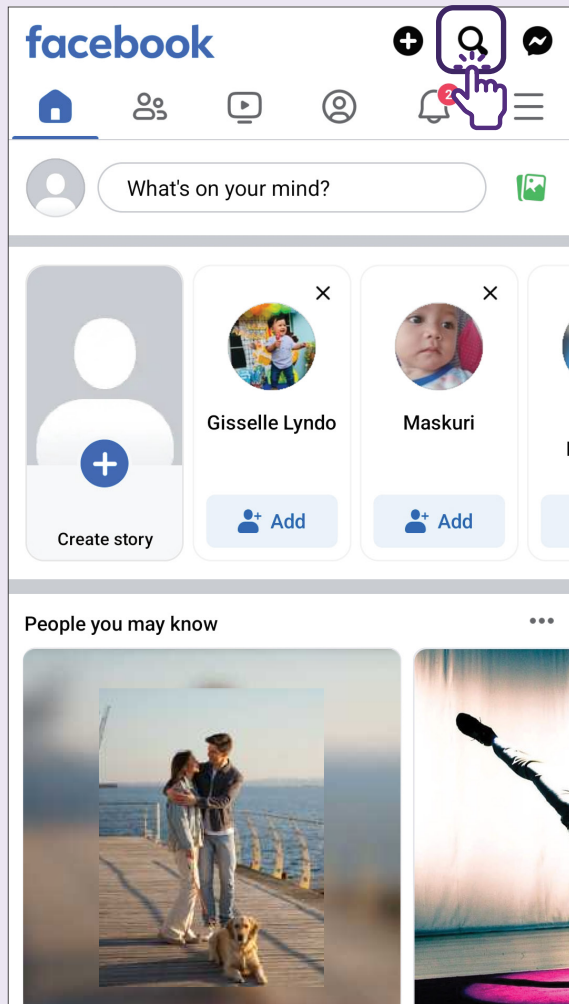 facebook
2
What's on your mind?
Gisselle Lyndo
Maskuri
Add
Add
Create story
People you may know